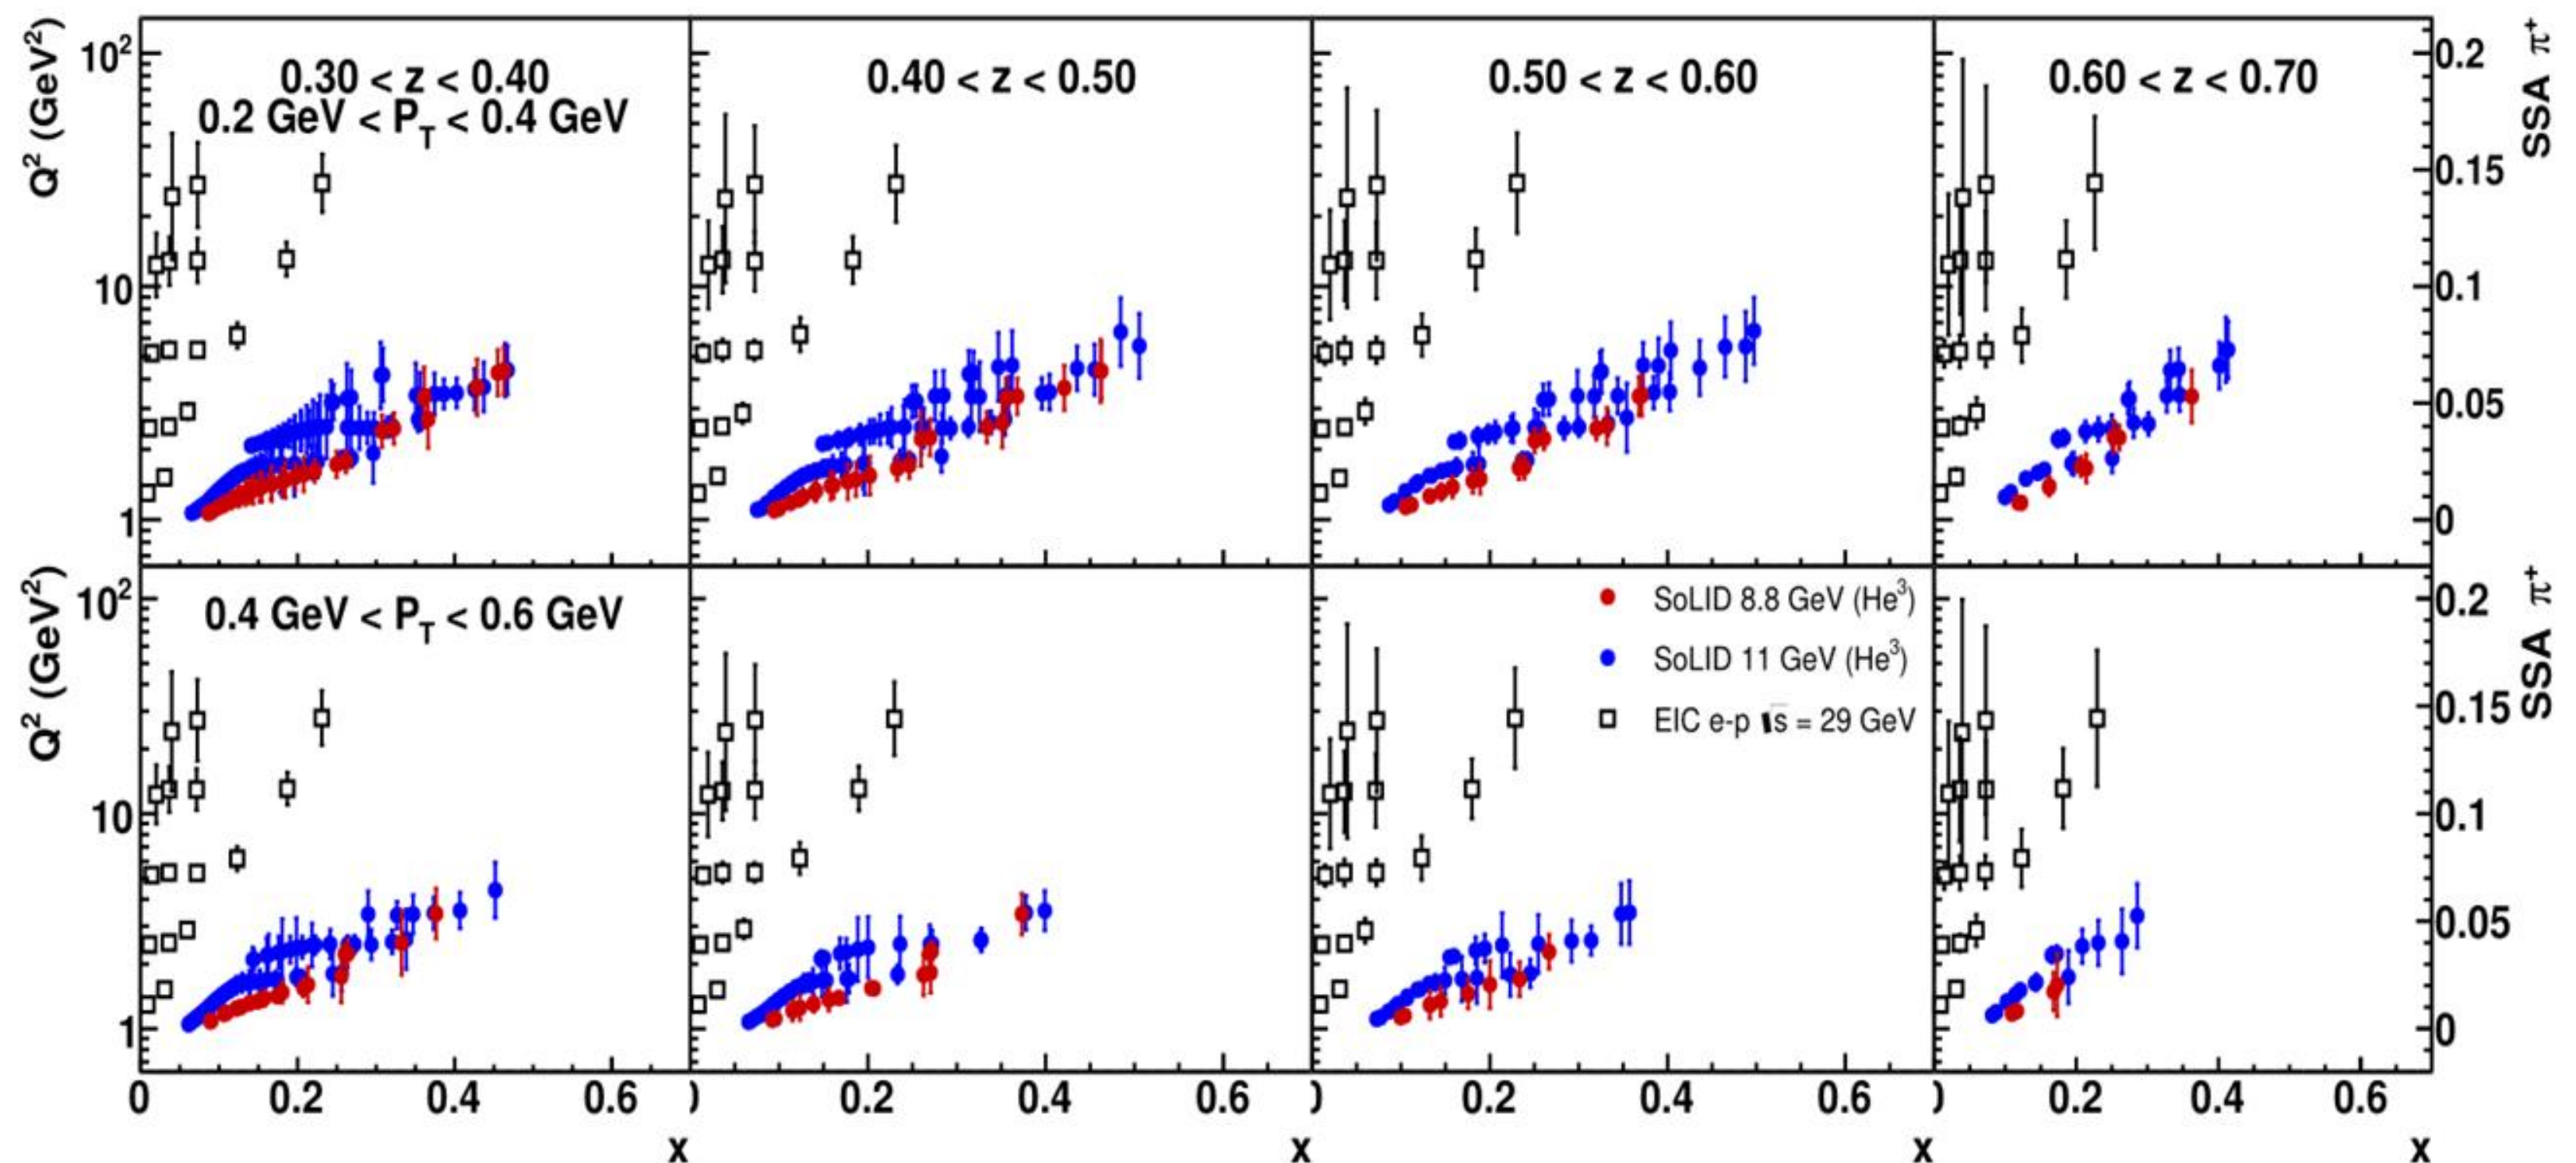 0.30 < z < 0.40
0.2 GeV < P_T < 0.4 GeV
0.40 < z < 0.50
0.50 < z < 0.60
0.60 < z < 0.70
Q² (GeV²)
10²
10
1
SSA π⁺
0.2
0.15
0.1
0.05
0
0.4 GeV < P_T < 0.6 GeV
SoLID 8.8 GeV (He³)
SoLID 11 GeV (He³)
EIC e-p √s = 29 GeV
Q² (GeV²)
10²
10
1
SSA π⁺
0.2
0.15
0.1
0.05
0
0 0.2 0.4 0.6
0.2 0.4 0.6
0.2 0.4 0.6
0.2 0.4 0.6
x x x x